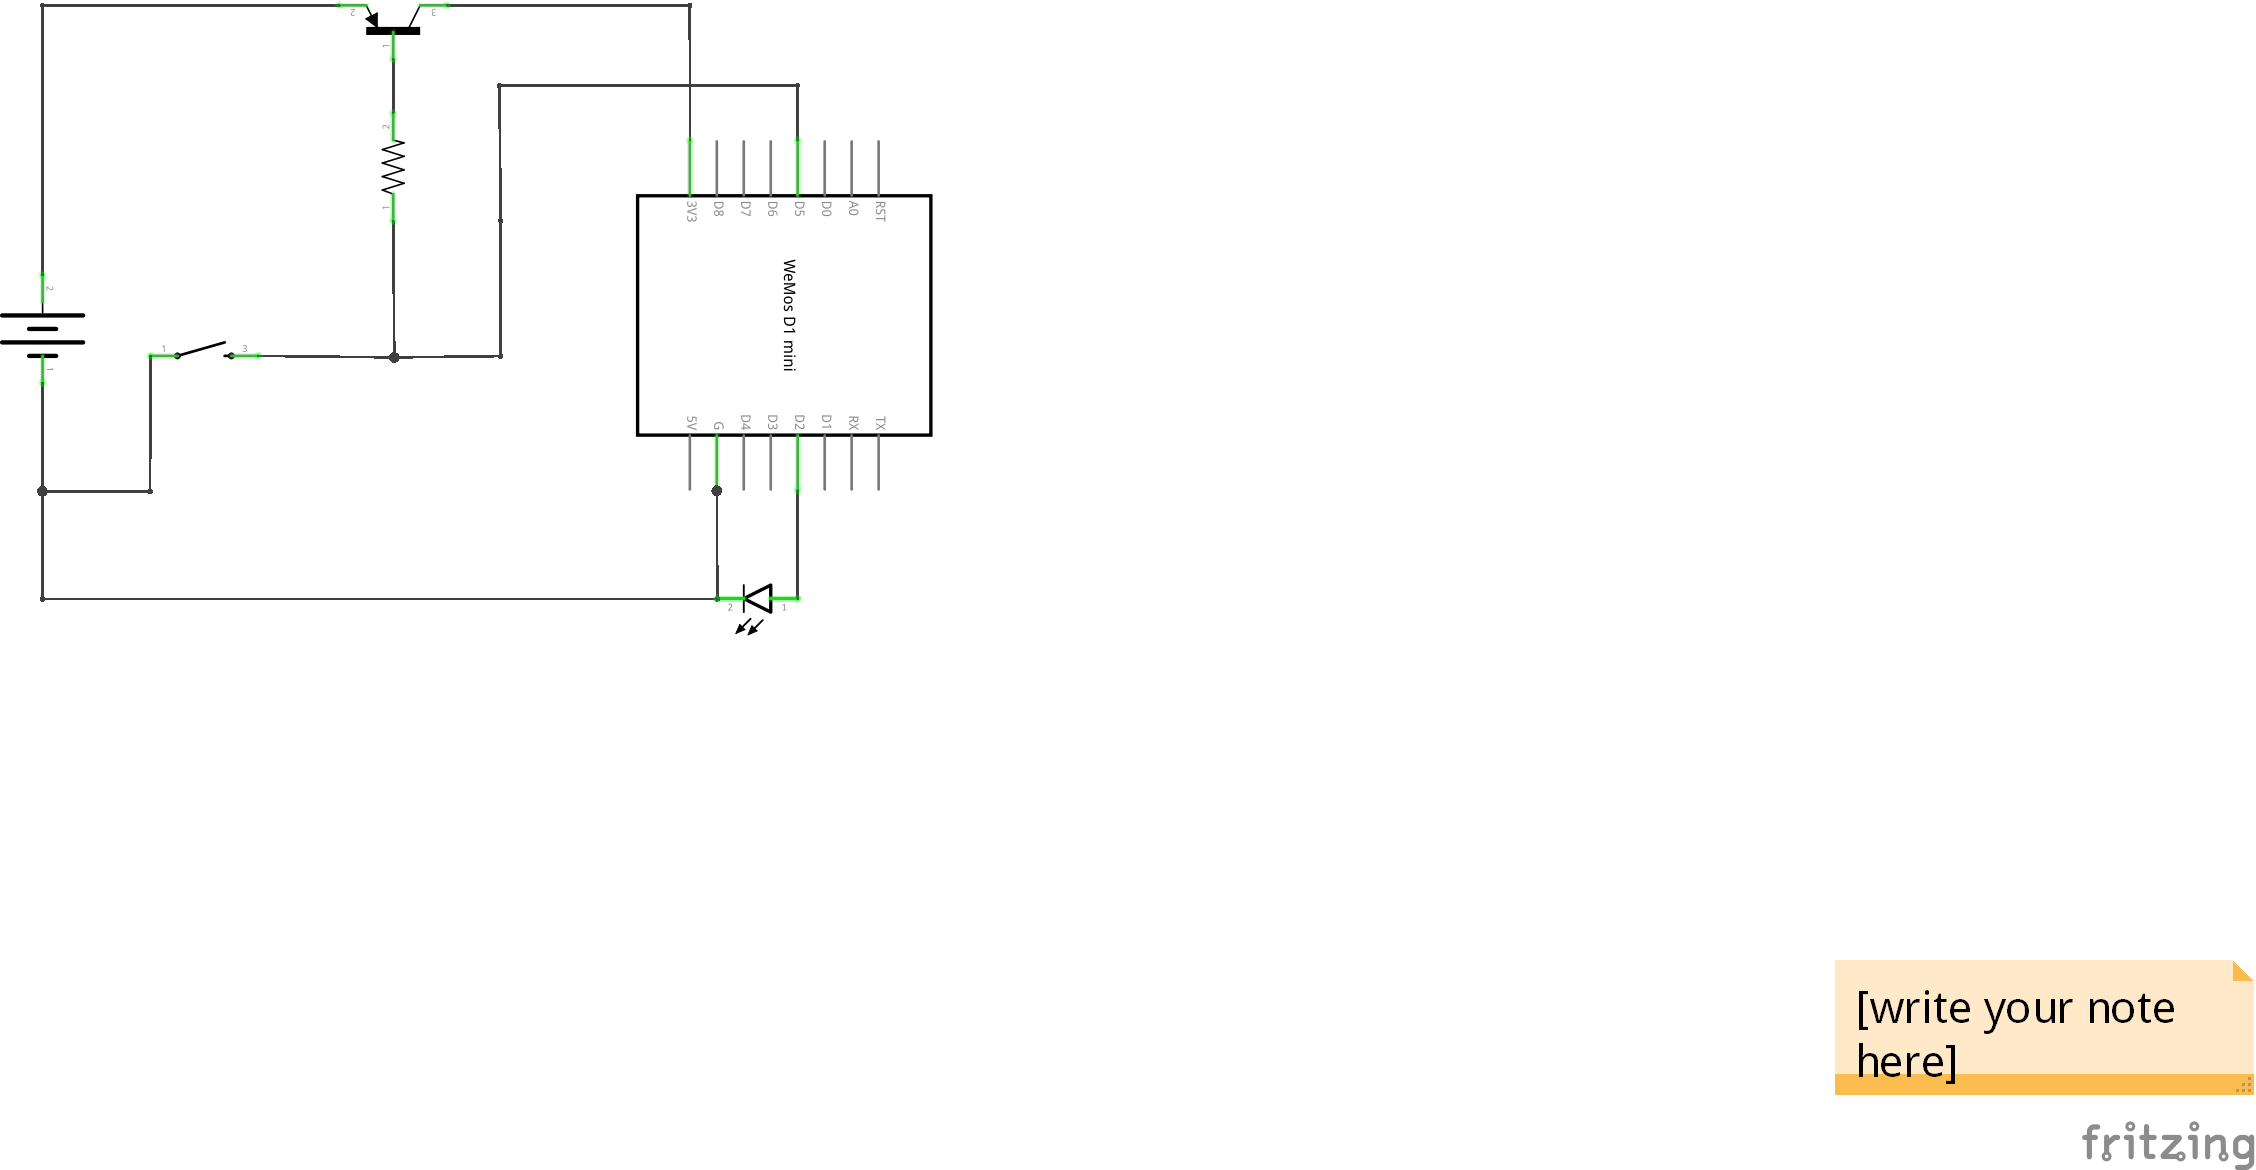 2
3
1
2
1
2
1
1
3
3V3
D8
D7
D6
D5
D0
A0
RST
WeMos D1 mini
5V
G
D4
D3
D2
D1
RX
TX
2
1
[write your note
here]
fritzing